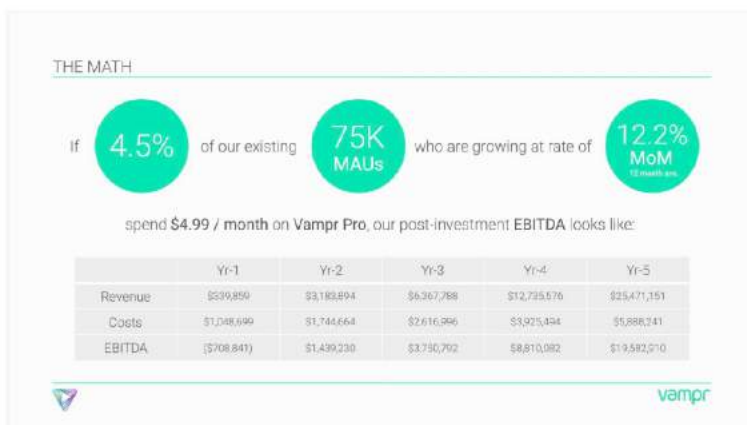 THE MATH
If 4.5% of our existing 75K MAUs who are growing at rate of 12.2% MoM 12 month ave.
spend $4.99 / month on Vampr Pro, our post-investment EBITDA looks like:
Yr-1 Yr-2 Yr-3 Yr-4 Yr-5
Revenue $339,859 $3,183,894 $6,367,788 $12,735,576 $25,471,151
Costs $1,048,699 $1,744,664 $2,616,996 $3,925,494 $5,888,241
EBITDA ($708,841) $1,439,230 $3,750,792 $8,810,082 $19,582,910
vampr